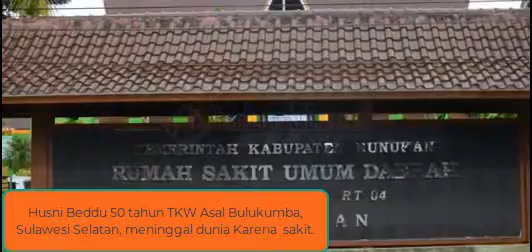 PEMERINTAH KABUPATEN NUNUKAN
RUMAH SAKIT UMUM DAERAH
RT 04
AN
Husni Beddu 50 tahun TKW Asal Bulukumba,
Sulawesi Selatan, meninggal dunia Karena sakit.